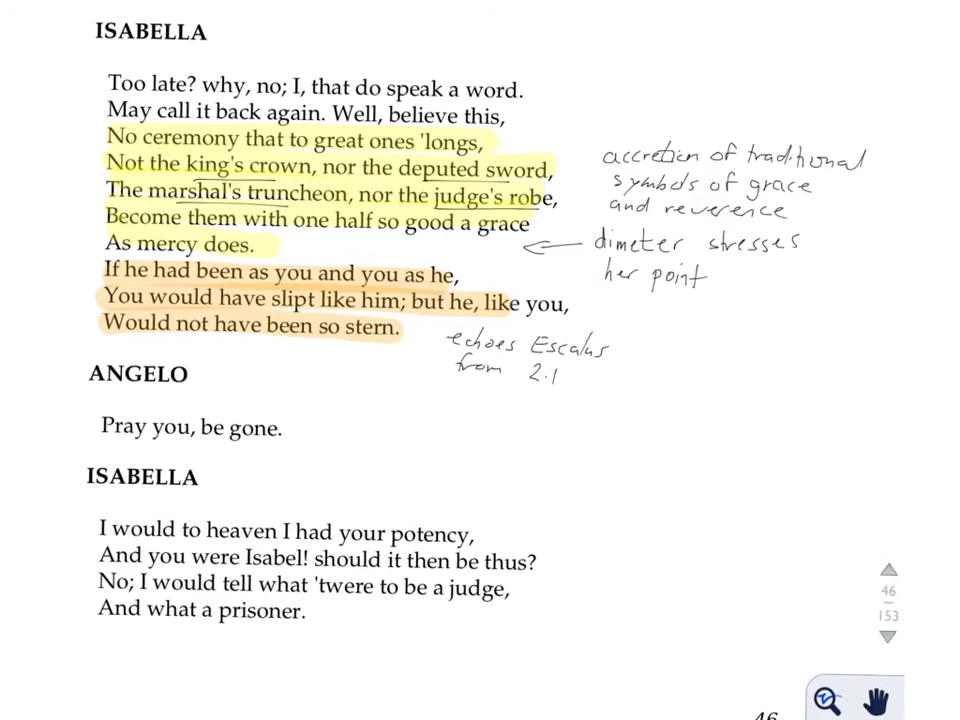 ISABELLA
Too late? why, no; I, that do speak a word.
May call it back again. Well, believe this,
No ceremony that to great ones 'longs,
Not the king's crown, nor the deputed sword,
The marshal's truncheon, nor the judge's robe,
Become them with one half so good a grace
As mercy does.
If he had been as you and you as he,
You would have slipt like him; but he, like you,
Would not have been so stern.
accretion of traditional
symbols of grace
and reverence
dimeter stresses
her point
echoes Escalus
from 2.1
ANGELO
Pray you, be gone.
ISABELLA
I would to heaven I had your potency,
And you were Isabel! should it then be thus?
No; I would tell what 'twere to be a judge,
And what a prisoner.
46
153
46